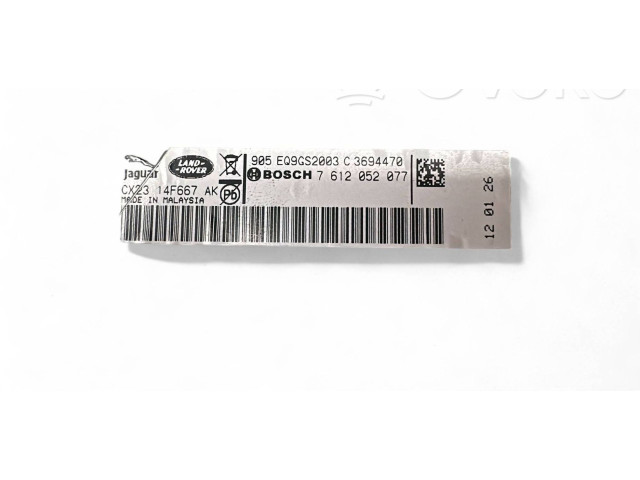 905 EQ9GS2003 C 3694470
Jaguar LAND-ROVER BOSCH 7 612 052 077
CX23 14F667 AK Pb
MADE IN MALAYSIA
12 01 26